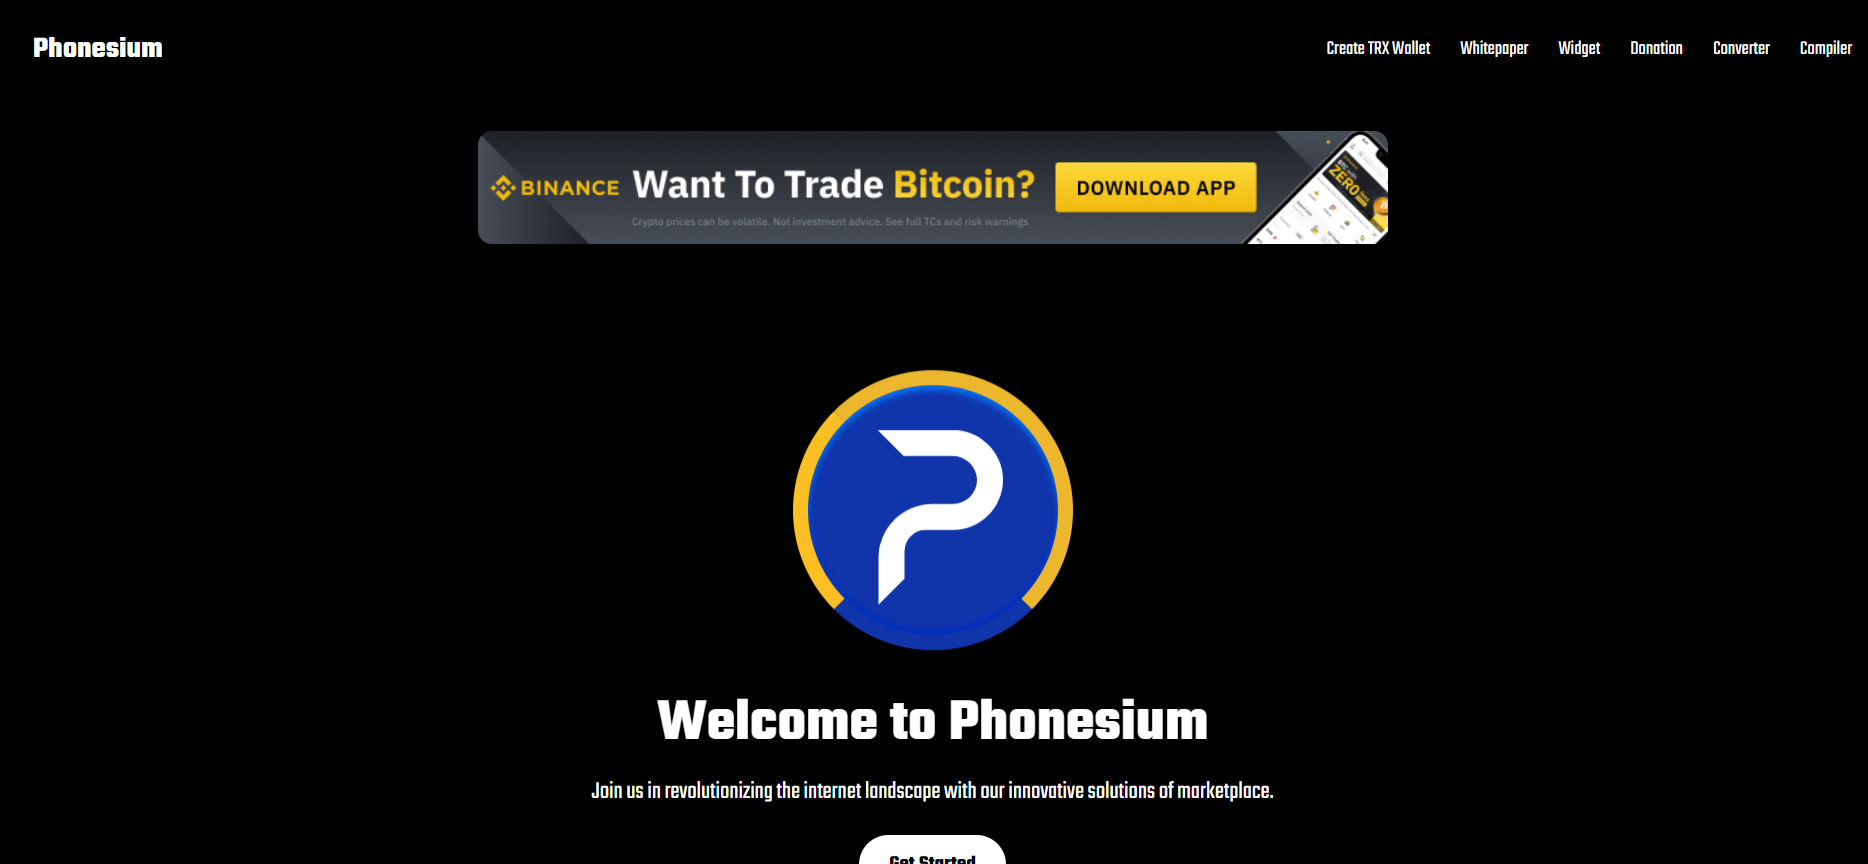 Phonesium
Create TRX Wallet Whitepaper Widget Donation Converter Compiler
BINANCE Want To Trade Bitcoin? DOWNLOAD APP
Crypto prices can be volatile. Not investment advice. See full TCs and risk warnings
ZERO
Welcome to Phonesium
Join us in revolutionizing the internet landscape with our innovative solutions of marketplace.
Get Started